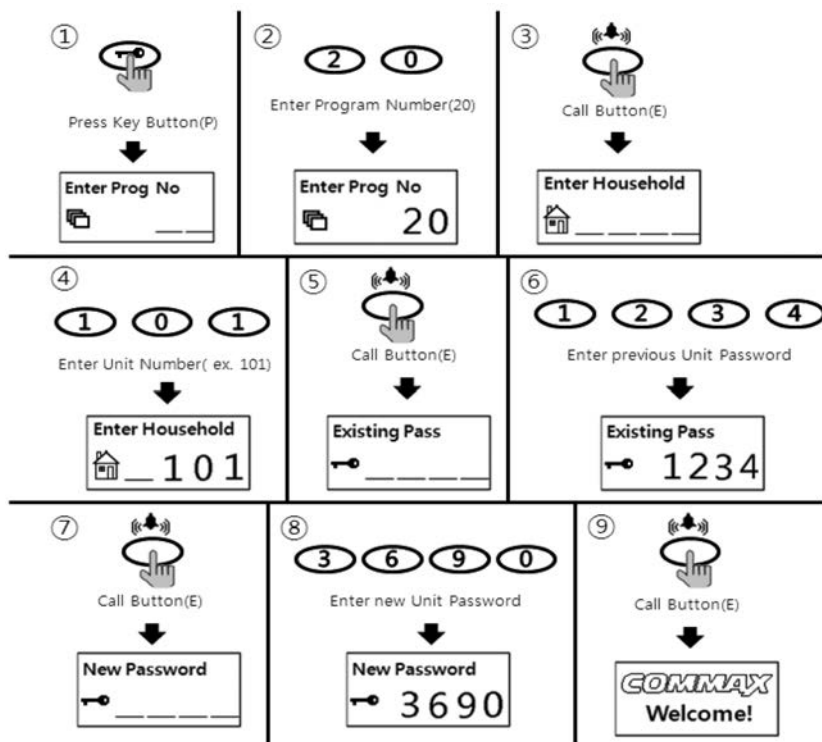 ①
Press Key Button(P)
Enter Prog No
②
2 0
Enter Program Number(20)
Enter Prog No
20
③
Call Button(E)
Enter Household
④
1 0 1
Enter Unit Number( ex. 101)
Enter Household
_101
⑤
Call Button(E)
Existing Pass
⑥
1 2 3 4
Enter previous Unit Password
Existing Pass
1234
⑦
Call Button(E)
New Password
⑧
3 6 9 0
Enter new Unit Password
New Password
3690
⑨
Call Button(E)
COMMAX
Welcome!